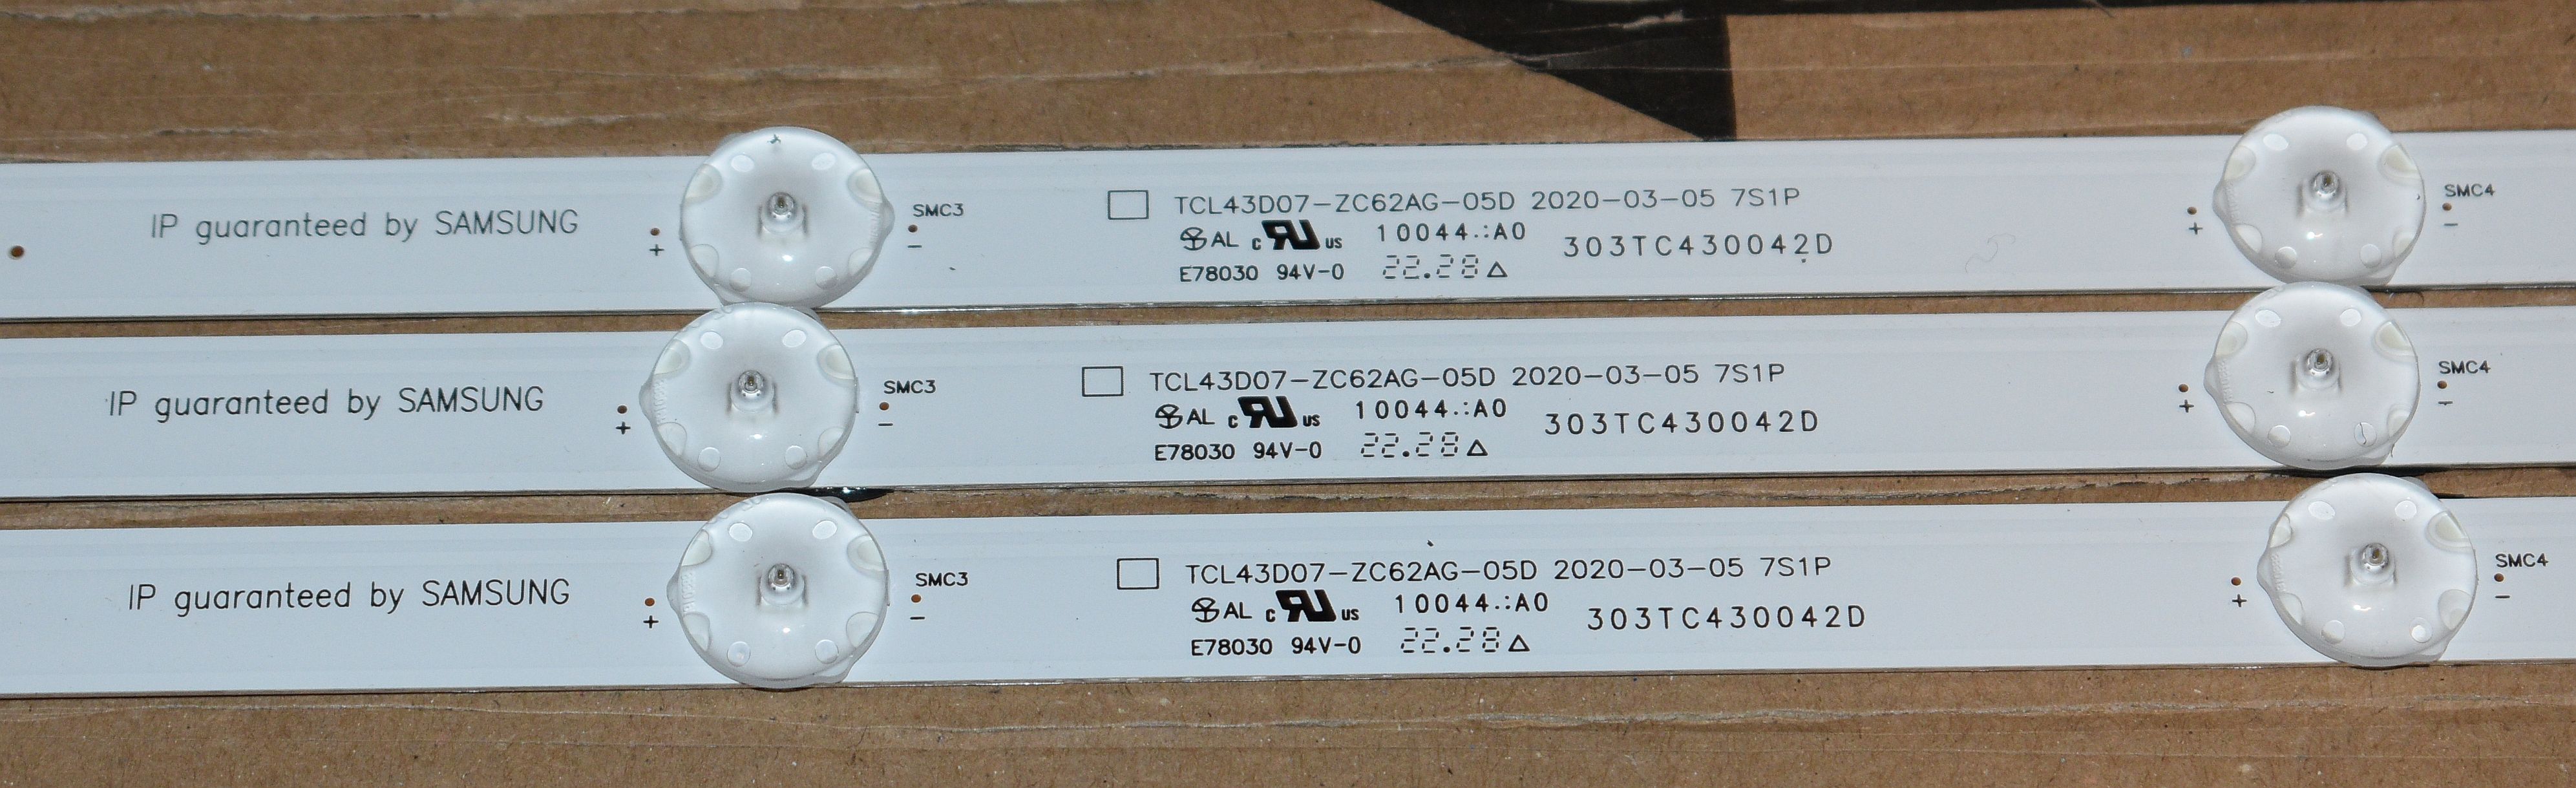 IP guaranteed by SAMSUNG
+
SMC3
−
TCL43D07-ZC62AG-05D 2020-03-05 7S1P
AL c RU US 10044.:A0 303TC430042D
E78030 94V-0 22.28 △
+
SMC4
−
IP guaranteed by SAMSUNG
+
SMC3
−
TCL43D07-ZC62AG-05D 2020-03-05 7S1P
AL c RU US 10044.:A0 303TC430042D
E78030 94V-0 22.28 △
+
SMC4
−
IP guaranteed by SAMSUNG
+
SMC3
−
TCL43D07-ZC62AG-05D 2020-03-05 7S1P
AL c RU US 10044.:A0 303TC430042D
E78030 94V-0 22.28 △
+
SMC4
−